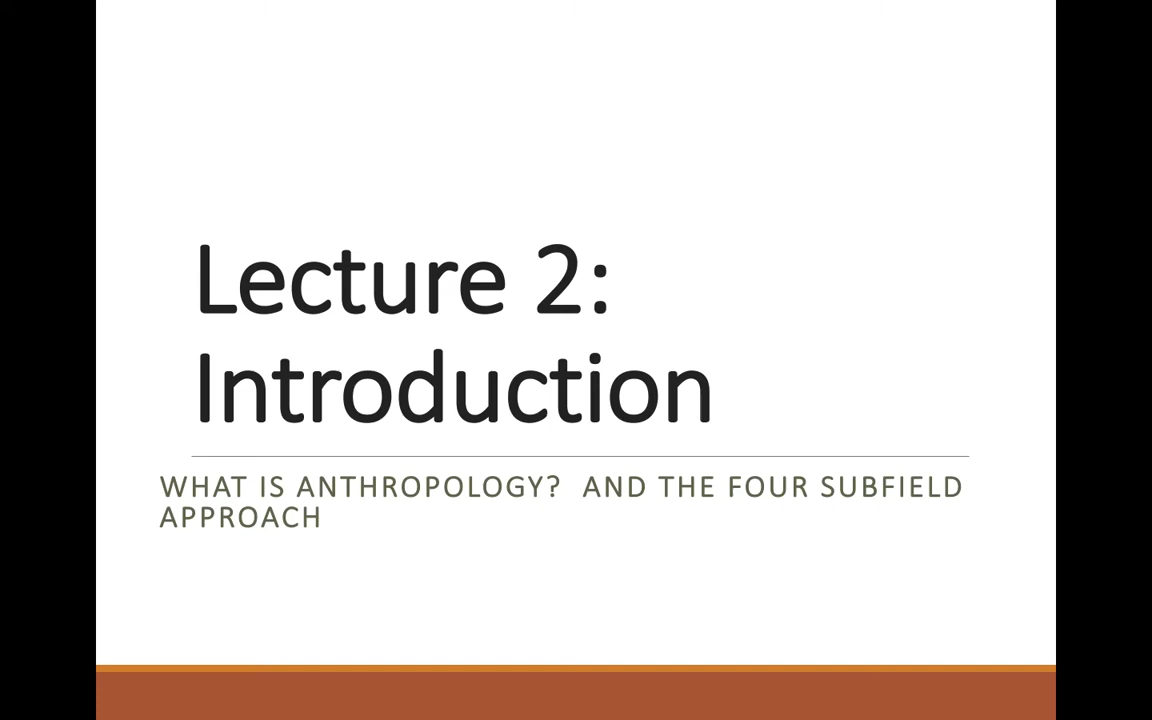 Lecture 2:
Introduction
WHAT IS ANTHROPOLOGY?  AND THE FOUR SUBFIELD
APPROACH